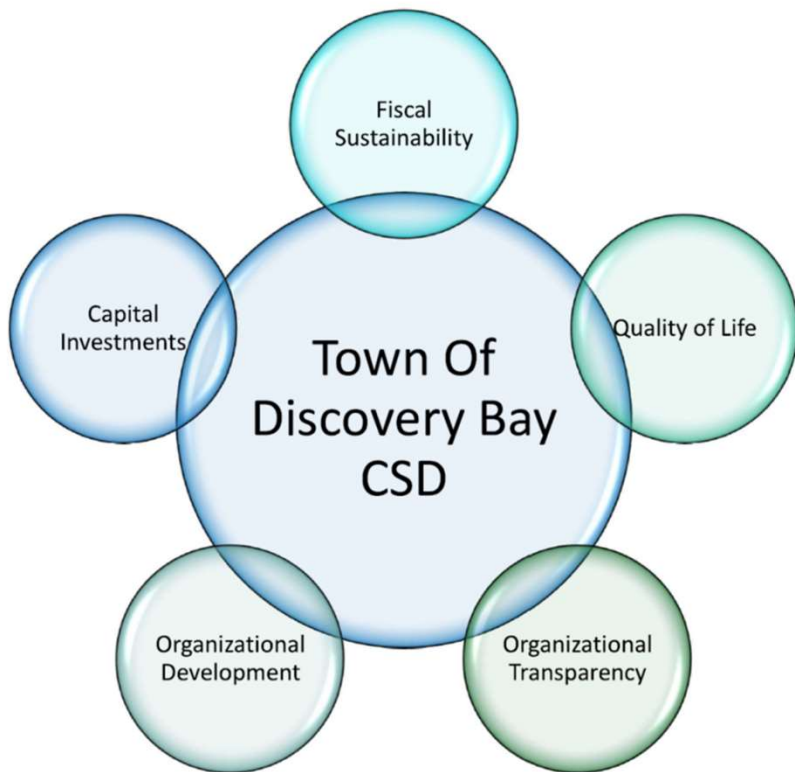 Fiscal
Sustainability
Capital
Investments
Quality of Life
Town Of
Discovery Bay
CSD
Organizational
Development
Organizational
Transparency